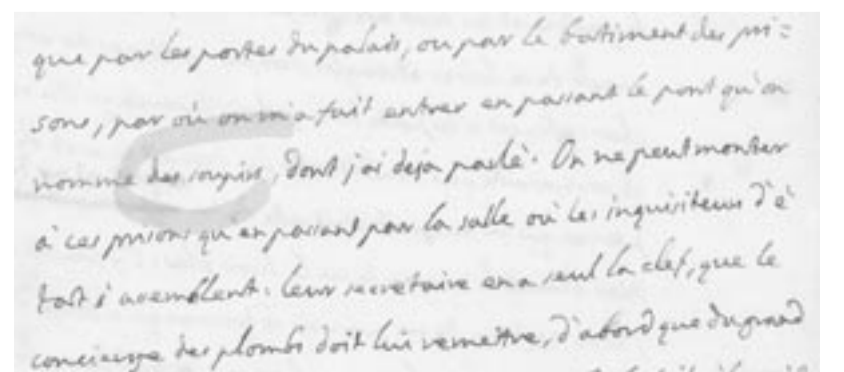 que par les portes du palais, ou par le batiment des pri=
sons, par où on m'a fait entrer en passant le pont qu'on
nomme des soupirs, dont j'ai deja parlè. On ne peut monter
à ces prisons qu'en passant par la salle où les inquisiteurs d'é
tat s'assemblent: leur secretaire en a seul la clef, que le
concierge des plombs doit lui remettre, d'abord que du grand